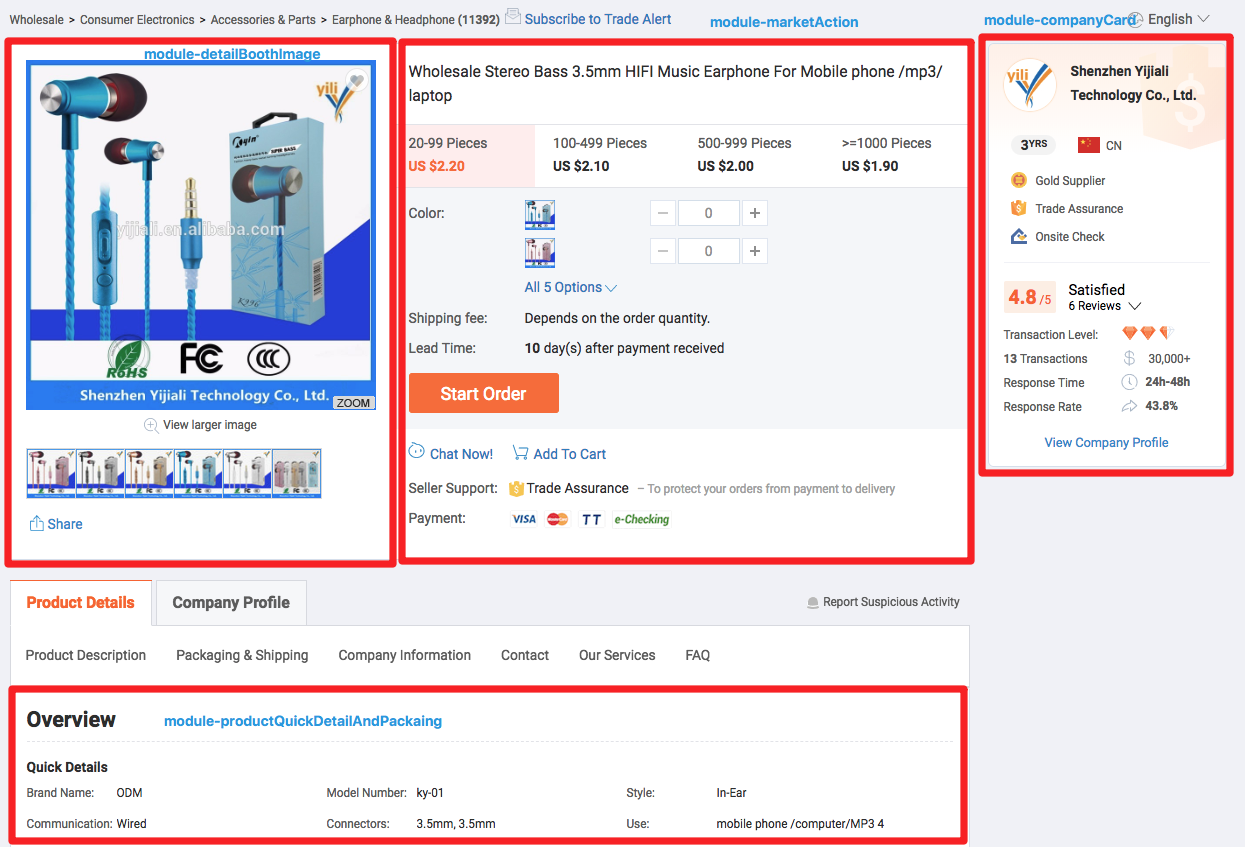 Wholesale > Consumer Electronics > Accessories & Parts > Earphone & Headphone (11392) Subscribe to Trade Alert
module-marketAction
module-companyCard
English
module-detailBoothImage
yili
Kyin
SUPER BASS
yijiali.en.alibaba.com
K336
RoHS
FC
CCC
Shenzhen Yijiali Technology Co., Ltd.
ZOOM
View larger image
Share
Wholesale Stereo Bass 3.5mm HIFI Music Earphone For Mobile phone /mp3/
laptop
20-99 Pieces 100-499 Pieces 500-999 Pieces >=1000 Pieces
US $2.20 US $2.10 US $2.00 US $1.90
Color: 0
0
All 5 Options
Shipping fee: Depends on the order quantity.
Lead Time: 10 day(s) after payment received
Start Order
Chat Now! Add To Cart
Seller Support: Trade Assurance – To protect your orders from payment to delivery
Payment: VISA MasterCard TT e-Checking
yili
Shenzhen Yijiali
Technology Co., Ltd.
3YRS CN
Gold Supplier
Trade Assurance
Onsite Check
4.8/5 Satisfied
6 Reviews
Transaction Level:
13 Transactions $ 30,000+
Response Time 24h-48h
Response Rate 43.8%
View Company Profile
Product Details Company Profile
Report Suspicious Activity
Product Description Packaging & Shipping Company Information Contact Our Services FAQ
Overview module-productQuickDetailAndPackaing
Quick Details
Brand Name: ODM Model Number: ky-01 Style: In-Ear
Communication: Wired Connectors: 3.5mm, 3.5mm Use: mobile phone /computer/MP3 4